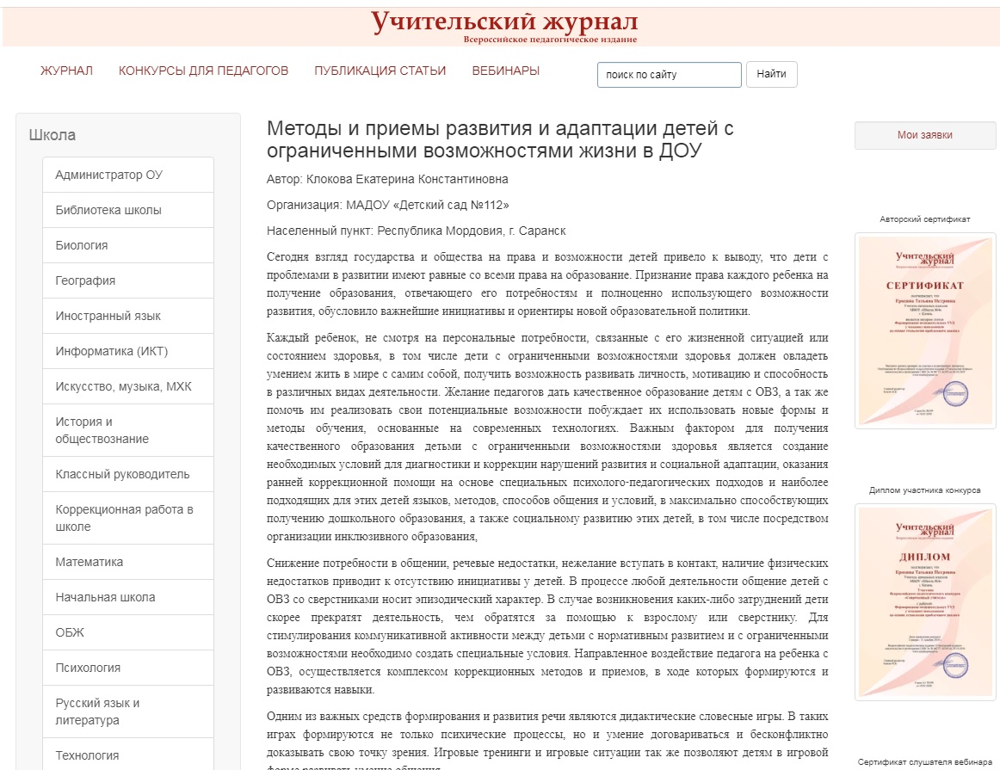 Учительский журнал
Всероссийское педагогическое издание
ЖУРНАЛ
КОНКУРСЫ ДЛЯ ПЕДАГОГОВ
ПУБЛИКАЦИЯ СТАТЬИ
ВЕБИНАРЫ
поиск по сайту
Найти
Школа
Администратор ОУ
Библиотека школы
Биология
География
Иностранный язык
Информатика (ИКТ)
Искусство, музыка, МХК
История и
обществознание
Классный руководитель
Коррекционная работа в
школе
Математика
Начальная школа
ОБЖ
Психология
Русский язык и
литература
Технология
Методы и приемы развития и адаптации детей с
ограниченными возможностями жизни в ДОУ
Автор: Клокова Екатерина Константиновна
Организация: МАДОУ «Детский сад №112»
Населенный пункт: Республика Мордовия, г. Саранск
Сегодня взгляд государства и общества на права и возможности детей привело к выводу, что дети с
проблемами в развитии имеют равные со всеми права на образование. Признание права каждого ребенка на
получение образования, отвечающего его потребностям и полноценно использующего возможности
развития, обусловило важнейшие инициативы и ориентиры новой образовательной политики.
Каждый ребенок, не смотря на персональные потребности, связанные с его жизненной ситуацией или
состоянием здоровья, в том числе дети с ограниченными возможностями здоровья должен овладеть
умением жить в мире с самим собой, получить возможность развивать личность, мотивацию и способность
в различных видах деятельности. Желание педагогов дать качественное образование детям с ОВЗ, а так же
помочь им реализовать свои потенциальные возможности побуждает их использовать новые формы и
методы обучения, основанные на современных технологиях. Важным фактором для получения
качественного образования детьми с ограниченными возможностями здоровья является создание
необходимых условий для диагностики и коррекции нарушений развития и социальной адаптации, оказания
ранней коррекционной помощи на основе специальных психолого-педагогических подходов и наиболее
подходящих для этих детей языков, методов, способов общения и условий, в максимально способствующих
получению дошкольного образования, а также социальному развитию этих детей, в том числе посредством
организации инклюзивного образования,
Снижение потребности в общении, речевые недостатки, нежелание вступать в контакт, наличие физических
недостатков приводит к отсутствию инициативы у детей. В процессе любой деятельности общение детей с
ОВЗ со сверстниками носит эпизодический характер. В случае возникновения каких-либо затруднений дети
скорее прекратят деятельность, чем обратятся за помощью к взрослому или сверстнику. Для
стимулирования коммуникативной активности между детьми с нормативным развитием и с ограниченными
возможностями необходимо создать специальные условия. Направленное воздействие педагога на ребенка с
ОВЗ, осуществляется комплексом коррекционных методов и приемов, в ходе которых формируются и
развиваются навыки.
Одним из важных средств формирования и развития речи являются дидактические словесные игры. В таких
играх формируются не только психические процессы, но и умение договариваться и бесконфликтно
доказывать свою точку зрения. Игровые тренинги и игровые ситуации так же позволяют детям в игровой
форме развивать умение общения
Мои заявки
Авторский сертификат
Учительский
журнал
СЕРТИФИКАТ
Диплом участника конкурса
Учительский
журнал
ДИПЛОМ
Сертификат слушателя вебинара